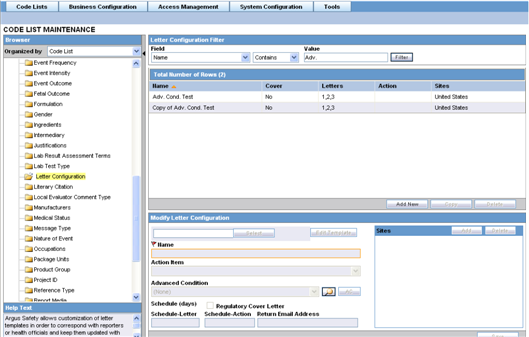 Code Lists
Business Configuration
Access Management
System Configuration
Tools
CODE LIST MAINTENANCE
Browser
Organized by Code List
Event Frequency
Event Intensity
Event Outcome
Fetal Outcome
Formulation
Gender
Ingredients
Intermediary
Justifications
Lab Result Assessment Terms
Lab Test Type
Letter Configuration
Literary Citation
Local Evaluator Comment Type
Manufacturers
Medical Status
Message Type
Nature of Event
Occupations
Package Units
Product Group
Project ID
Reference Type
Report Media
Help Text
Argus Safety allows customization of letter
templates in order to correspond with reporters
or health officials and keep them updated with
Letter Configuration Filter
Field
Value
Name
Contains
Adv.
Filter
Total Number of Rows (2)
Name Cover Letters Action Sites
Adv. Cond. Test No 1,2,3 United States
Copy of Adv. Cond. Test No 1,2,3 United States
Add New
Copy
Delete
Modify Letter Configuration
Select
Edit Template
Name
Action Item
Advanced Condition
(None)
Schedule (days)
Regulatory Cover Letter
Schedule-Letter Schedule-Action Return Email Address
Sites
Add
Delete